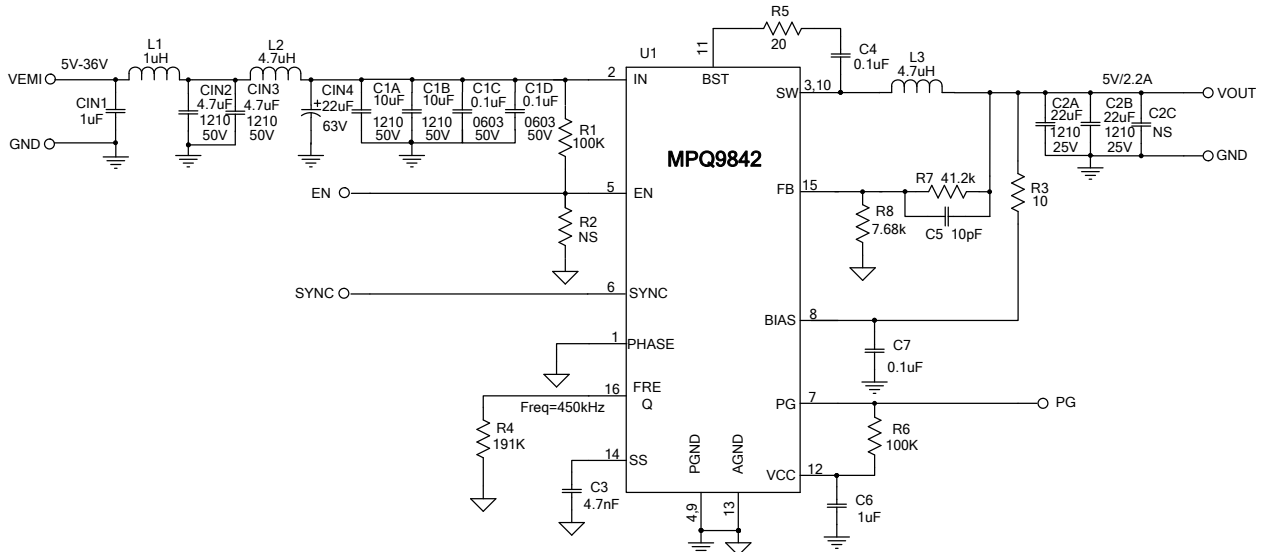 R5
20
U1
11
BST
C4
0.1uF
L3
4.7uH
L1
1uH
L2
4.7uH
5V-36V
VEMI
2
IN
SW
3,10
5V/2.2A
VOUT
CIN1
1uF
CIN2
4.7uF
1210
50V
CIN3
4.7uF
1210
50V
CIN4
+
22uF
63V
C1A
10uF
1210
50V
C1B
10uF
1210
50V
C1C
0.1uF
0603
50V
C1D
0.1uF
0603
50V
R1
100K
C2A
22uF
1210
25V
C2B
22uF
1210
25V
C2C
NS
GND
GND
MPQ9842
EN
5
EN
FB
15
R7 41.2k
C5 10pF
R8
7.68k
R3
10
R2
NS
SYNC
6
SYNC
BIAS
8
C7
0.1uF
1
PHASE
16
FRE
Q
Freq=450kHz
R4
191K
PG
7
PG
R6
100K
14
SS
C3
4.7nF
PGND
AGND
4,9
13
VCC
12
C6
1uF